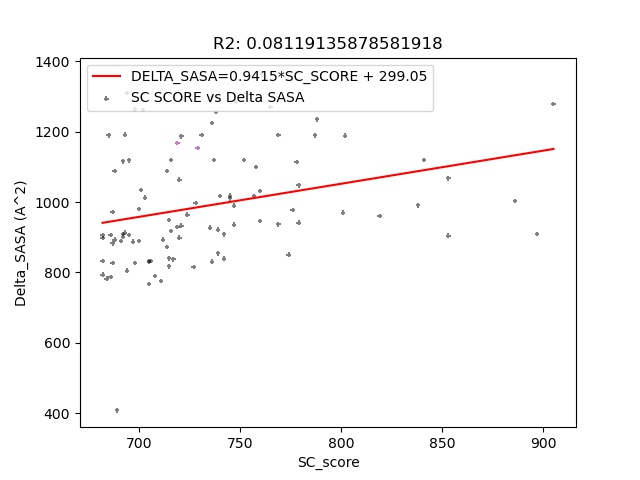 R2: 0.08119135878581918
DELTA_SASA=0.9415*SC_SCORE + 299.05
SC SCORE vs Delta SASA
1400
1200
1000
800
600
400
Delta_SASA (A^2)
700 750 800 850 900
SC_score